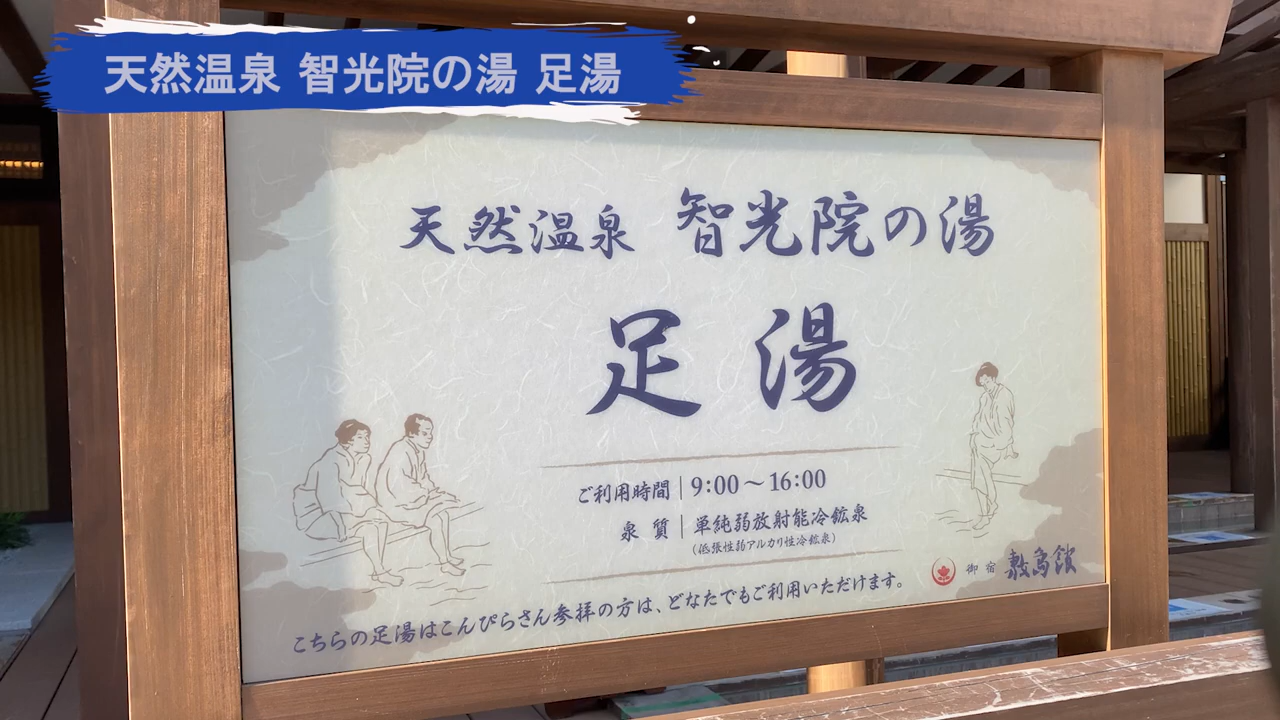 天然温泉 智光院の湯 足湯
天然温泉 智光院の湯
足湯
ご利用時間 | 9:00～16:00
泉質 | 単純弱放射能冷鉱泉
(低張性弱アルカリ性冷鉱泉)
御宿 敷島館
こちらの足湯はこんぴらさん参拝の方は、どなたでもご利用いただけます。